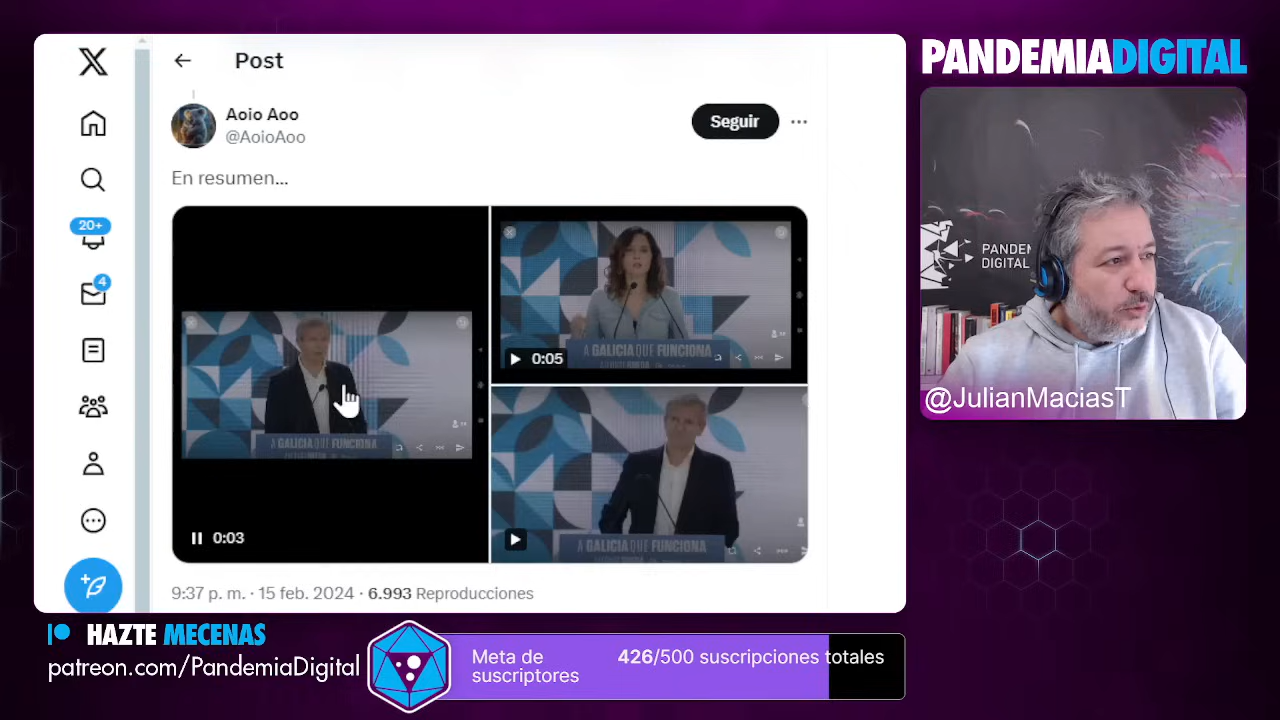 Post
PANDEMIADIGITAL
Aoio Aoo
@AoioAoo
Seguir
En resumen...
20+
4
A GALICIA QUE FUNCIONA
0:05
A GALICIA QUE FUNCIONA
0:03
A GALICIA QUE FUNCIONA
PANDEM
DIGITAL
@JulianMaciasT
9:37 p. m. · 15 feb. 2024 · 6.993 Reproducciones
HAZTE MECENAS
patreon.com/PandemiaDigital
Meta de
suscriptores
426/500 suscripciones totales